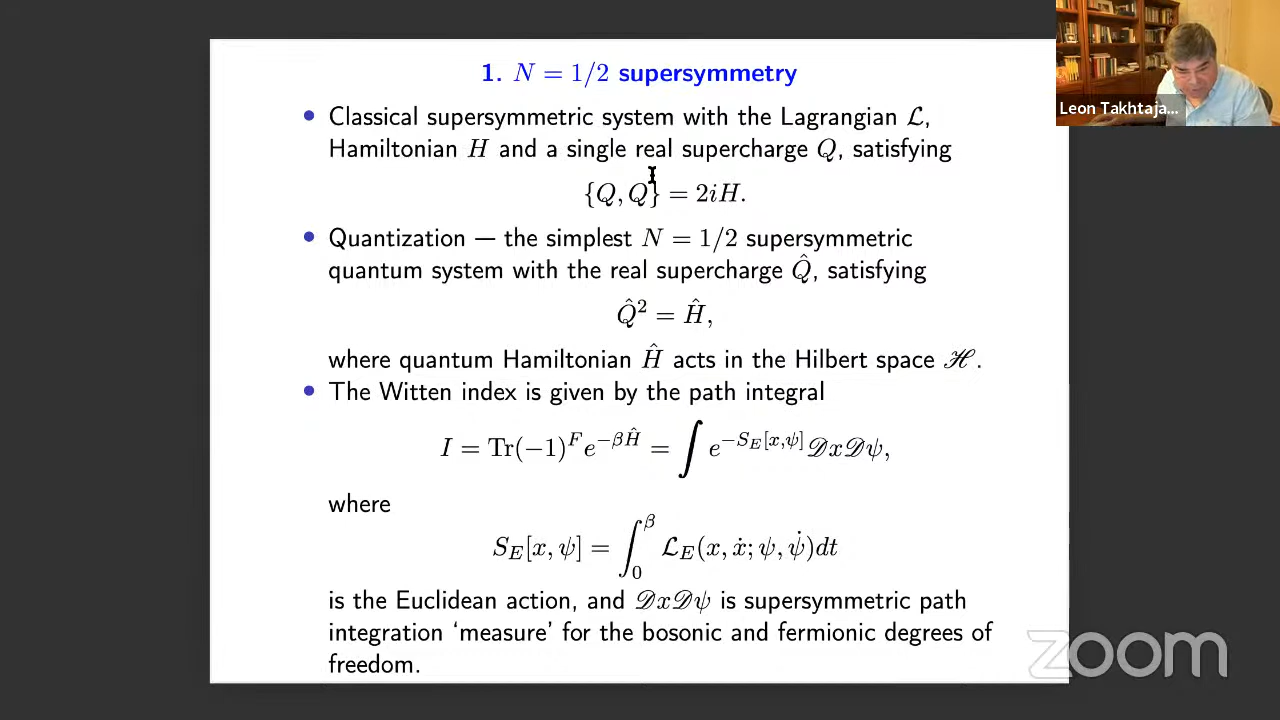 1. N = 1/2 supersymmetry
• Classical supersymmetric system with the Lagrangian ℒ,
Hamiltonian H and a single real supercharge Q, satisfying
{Q, Q} = 2iH.
• Quantization — the simplest N = 1/2 supersymmetric
quantum system with the real supercharge Q̂, satisfying
Q̂² = Ĥ,
where quantum Hamiltonian Ĥ acts in the Hilbert space ℋ.
• The Witten index is given by the path integral
I = Tr(−1)^F e^{−βĤ} = ∫ e^{−S_E[x,ψ]} 𝒟x𝒟ψ,
where
S_E[x, ψ] = ∫_0^β ℒ_E(x, ẋ; ψ, ψ̇)dt
is the Euclidean action, and 𝒟x𝒟ψ is supersymmetric path
integration ‘measure’ for the bosonic and fermionic degrees of
freedom.
Leon Takhtaja...
zoom